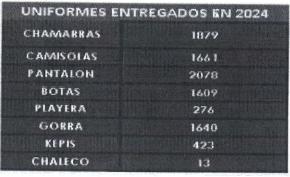 UNIFORMES ENTREGADOS EN 2024
CHAMARRAS 1879
CAMISOLAS 1661
PANTALON 2078
BOTAS 1609
PLAYERA 276
GORRA 1640
KEPIS 423
CHALECO 13